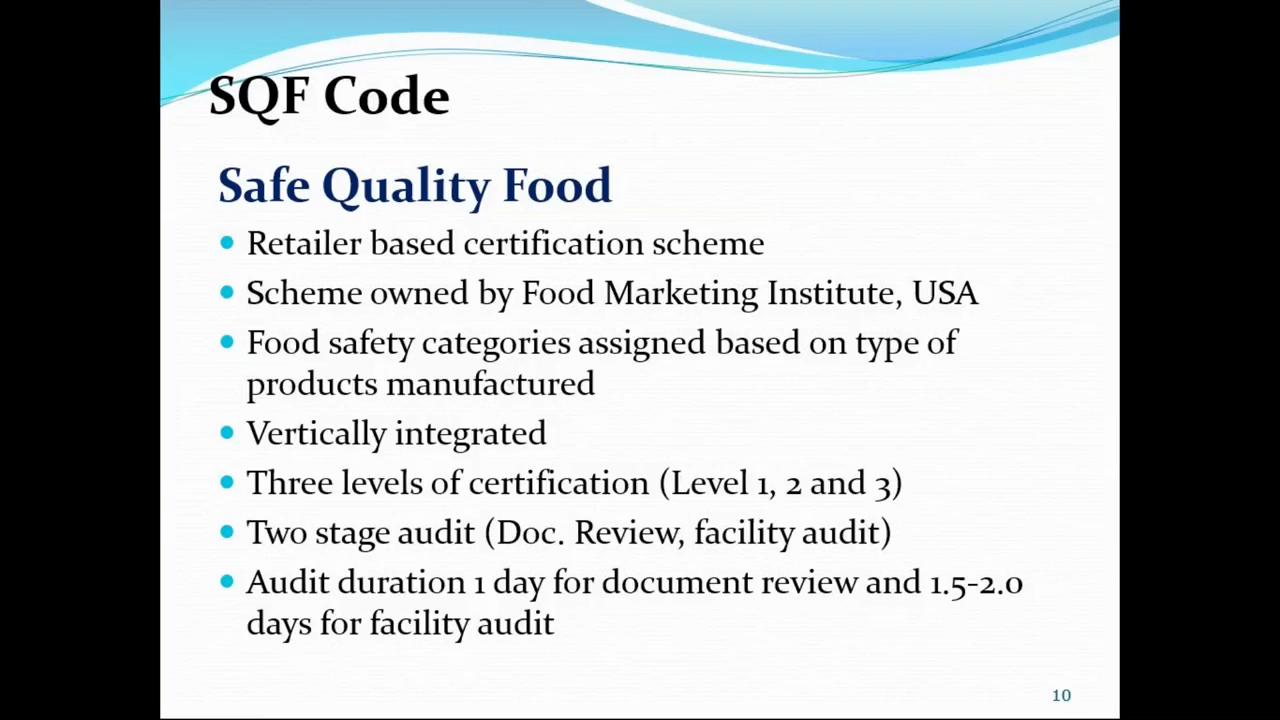 SQF Code
Safe Quality Food
• Retailer based certification scheme
• Scheme owned by Food Marketing Institute, USA
• Food safety categories assigned based on type of
products manufactured
• Vertically integrated
• Three levels of certification (Level 1, 2 and 3)
• Two stage audit (Doc. Review, facility audit)
• Audit duration 1 day for document review and 1.5-2.0
days for facility audit
10